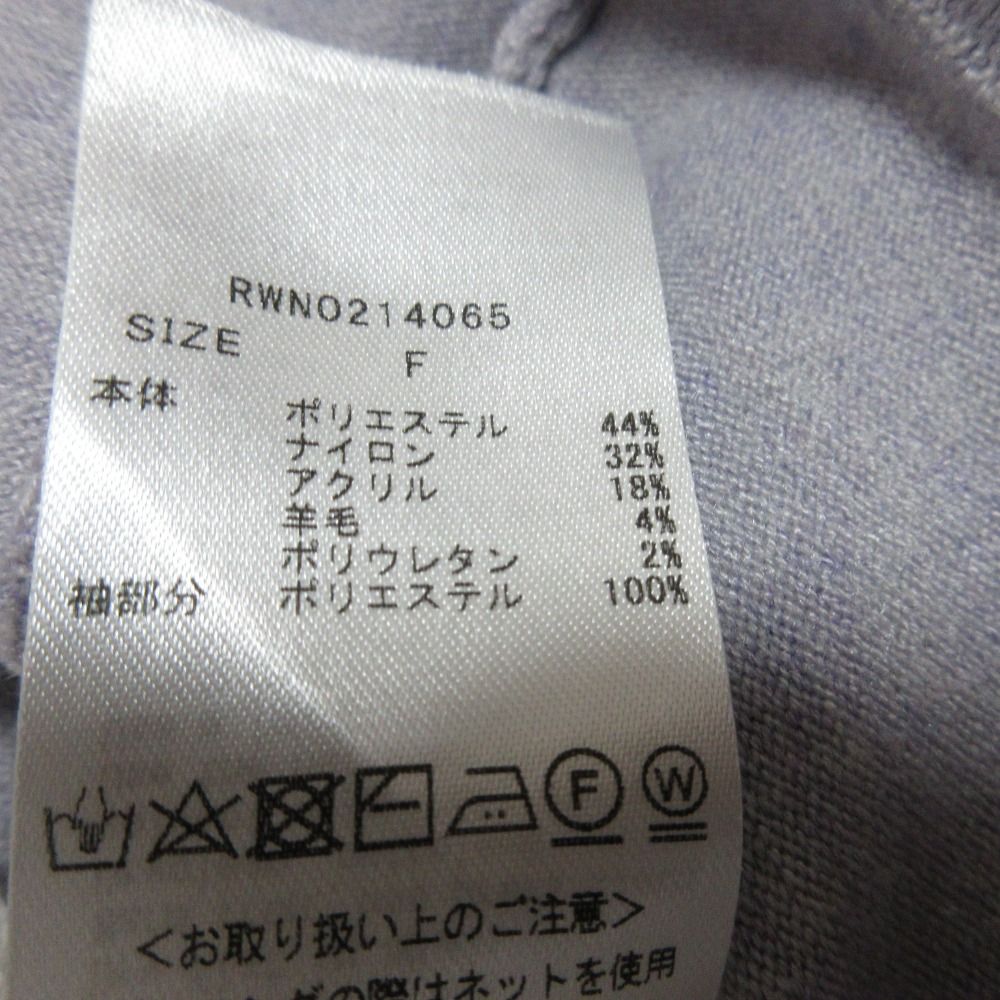 RWN0214065
SIZE F
本体 ポリエステル 44%
ナイロン 32%
アクリル 18%
羊毛 4%
ポリウレタン 2%
袖部分 ポリエステル 100%
F W
<お取り扱い上のご注意>
の際はネットを使用